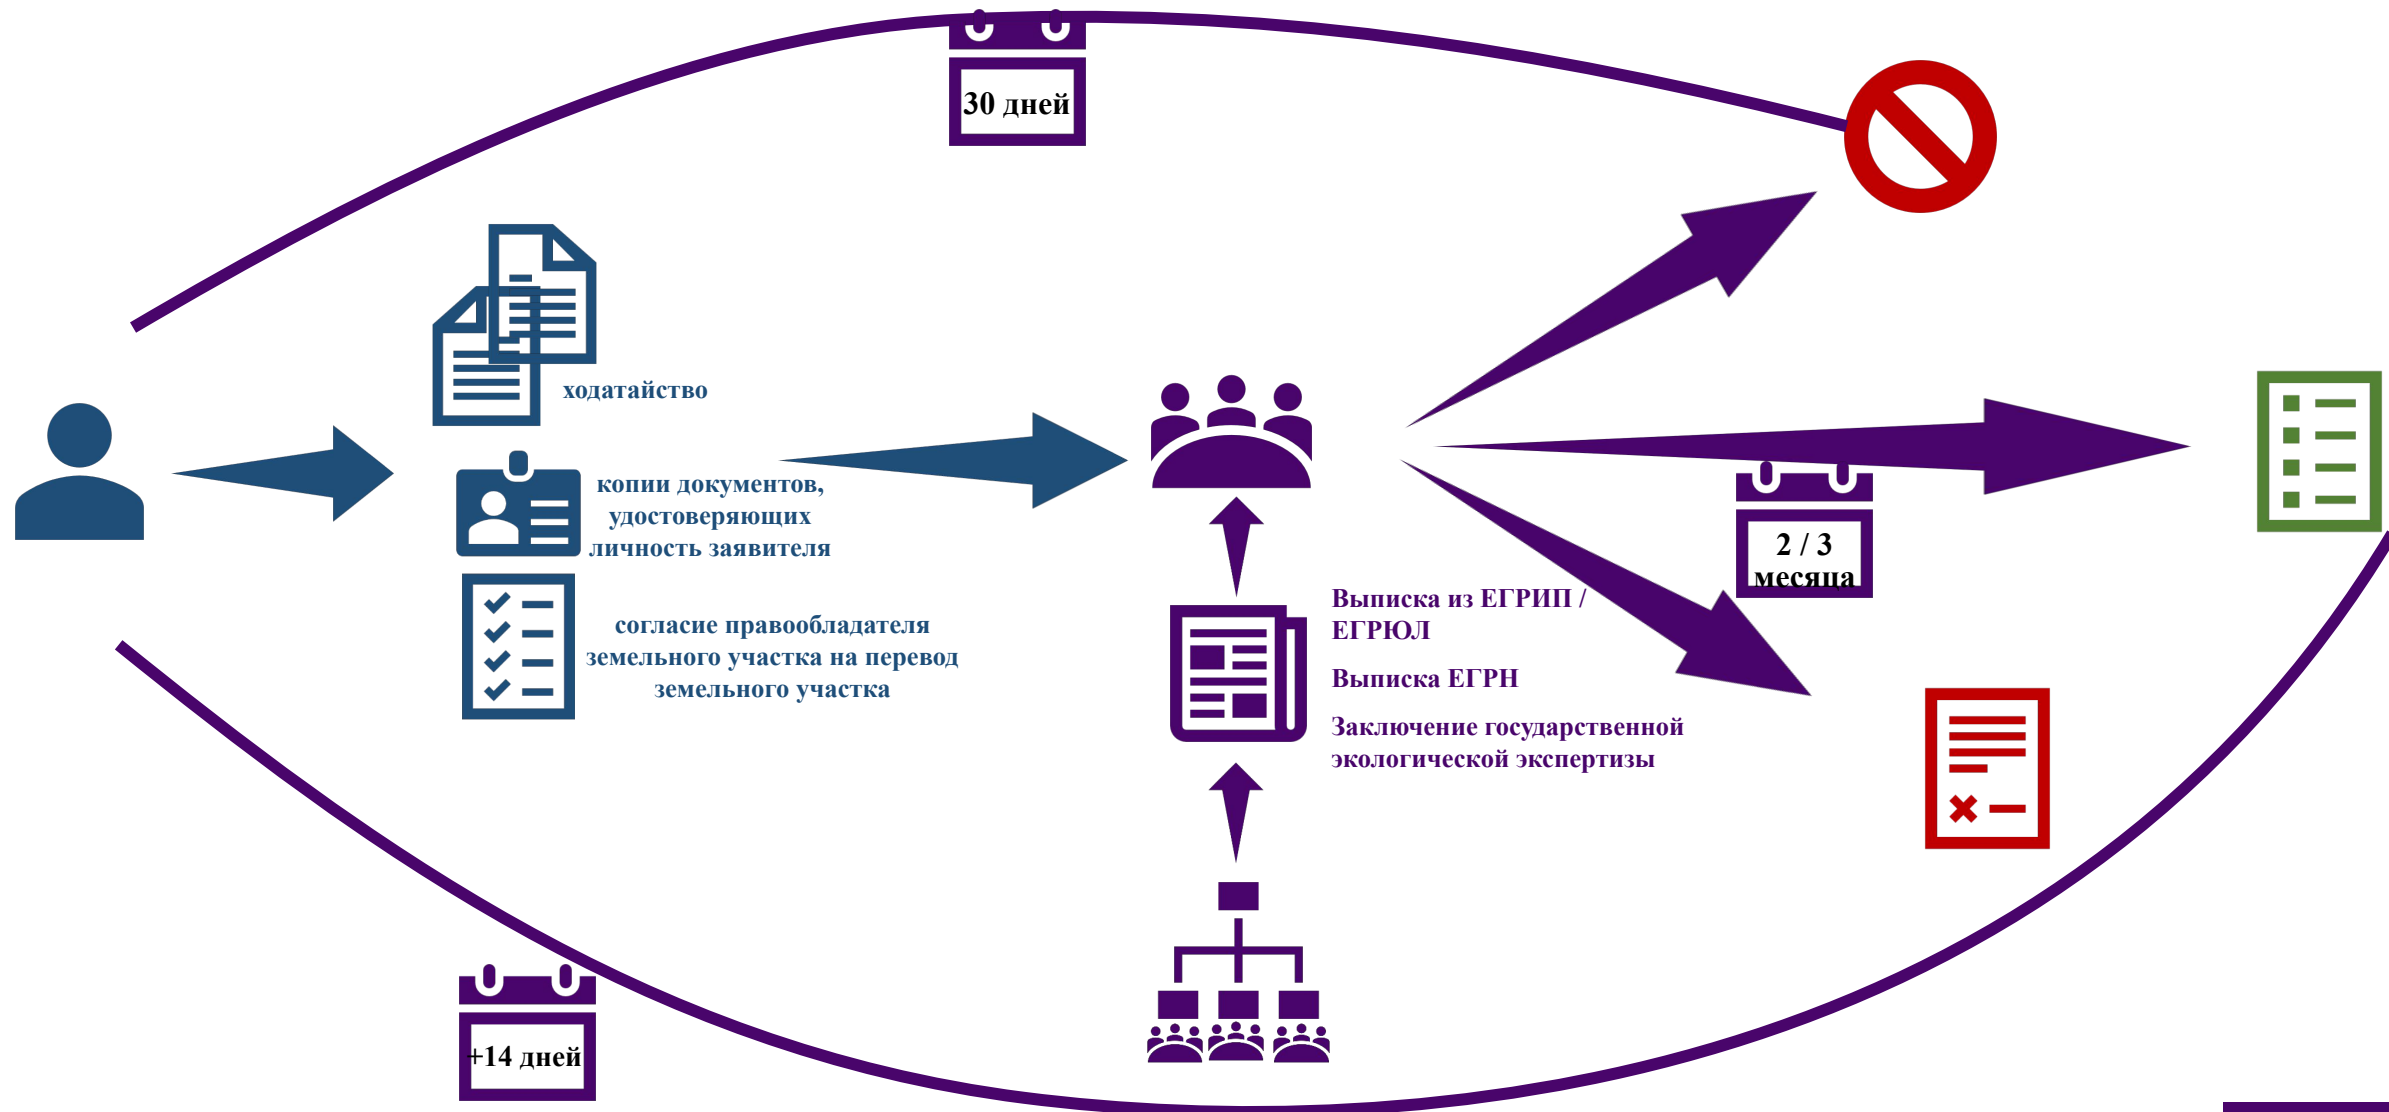 30 дней
ходатайство
копии документов,
удостоверяющих
личность заявителя
согласие правообладателя
земельного участка на перевод
земельного участка
2 / 3
месяца
Выписка из ЕГРИП /
ЕГРЮЛ
Выписка ЕГРН
Заключение государственной
экологической экспертизы
+14 дней